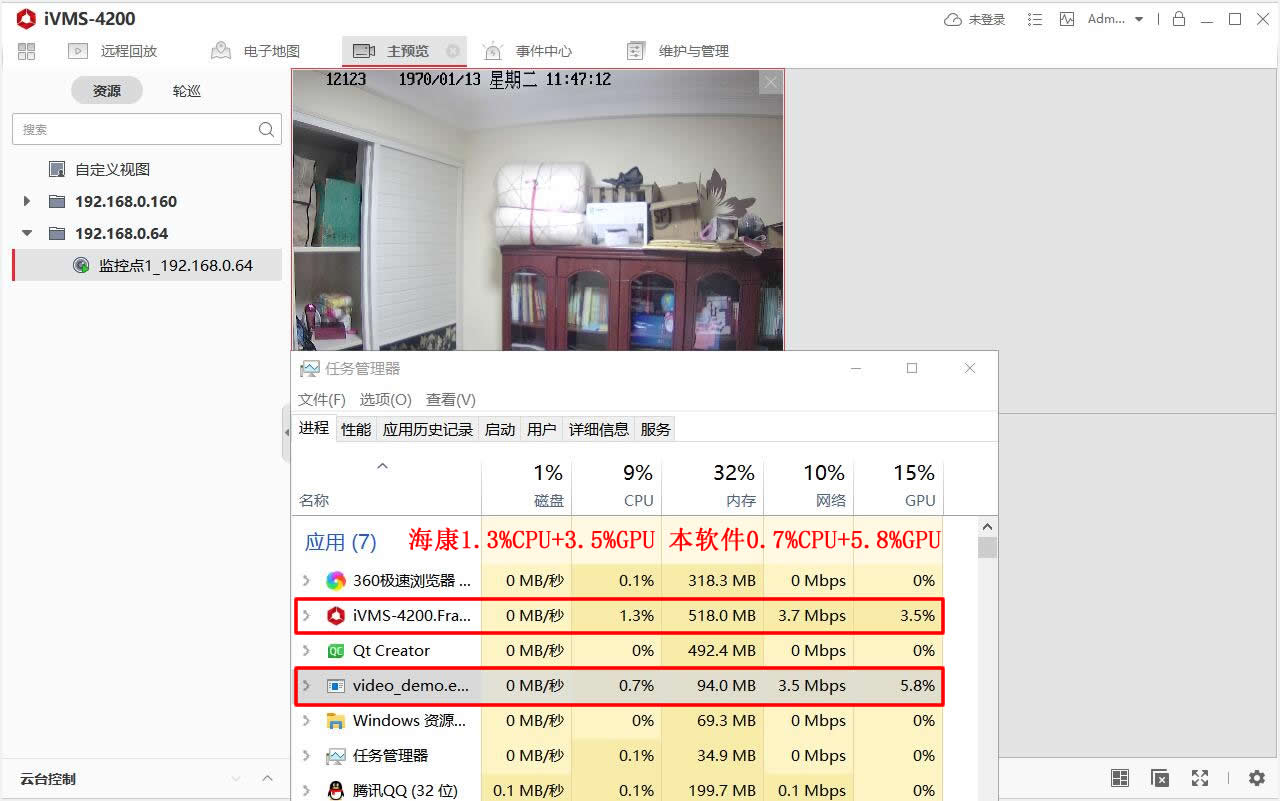 iVMS-4200
未登录
Adm...
远程回放
电子地图
主预览
事件中心
维护与管理
资源
轮巡
搜索
自定义视图
192.168.0.160
192.168.0.64
监控点1_192.168.0.64
云台控制
12123 1970/01/13 星期二 11:47:12
任务管理器
文件(F) 选项(O) 查看(V)
进程 性能 应用历史记录 启动 用户 详细信息 服务
1% 9% 32% 10% 15%
名称 磁盘 CPU 内存 网络 GPU
应用 (7) 海康1.3%CPU+3.5%GPU 本软件0.7%CPU+5.8%GPU
360极速浏览器 ... 0 MB/秒 0.1% 318.3 MB 0 Mbps 0%
iVMS-4200.Fra... 0 MB/秒 1.3% 518.0 MB 3.7 Mbps 3.5%
Qt Creator 0 MB/秒 0% 492.4 MB 0 Mbps 0%
video_demo.e... 0 MB/秒 0.7% 94.0 MB 3.5 Mbps 5.8%
Windows 资源... 0 MB/秒 0% 69.3 MB 0 Mbps 0%
任务管理器 0 MB/秒 0.1% 34.9 MB 0 Mbps 0%
腾讯QQ (32 位) 0.1 MB/秒 0.1% 199.7 MB 0.1 Mbps 0%